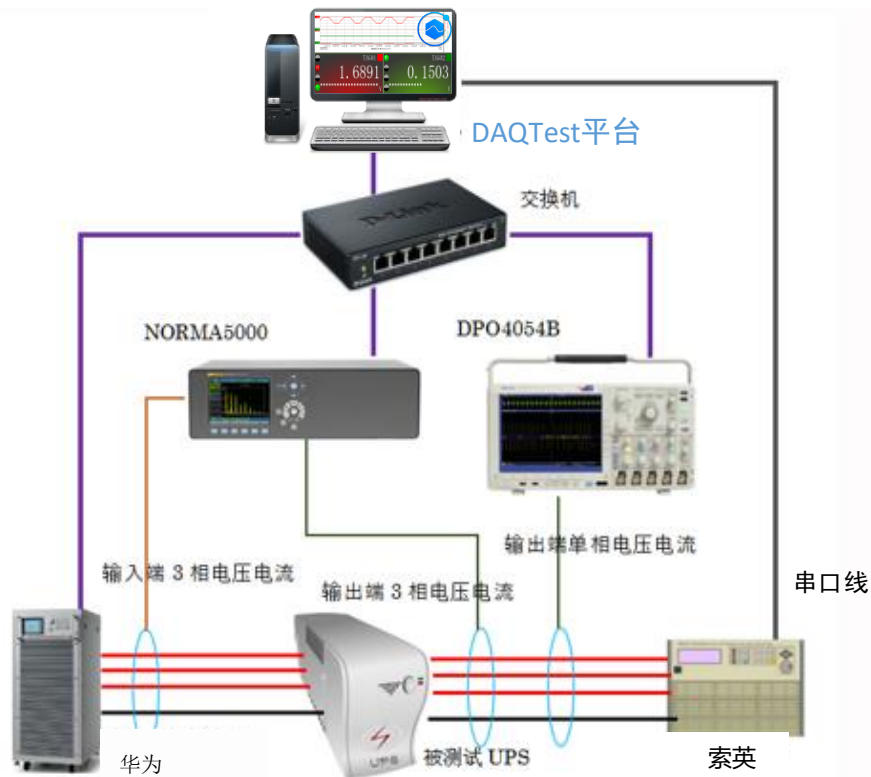 1.6891
0.1503
DAQTest平台
交换机
D-Link
NORMA5000
DPO4054B
输出端单相电压电流
输入端 3 相电压电流
输出端 3 相电压电流
串口线
UPS
华为
被测试 UPS
索英